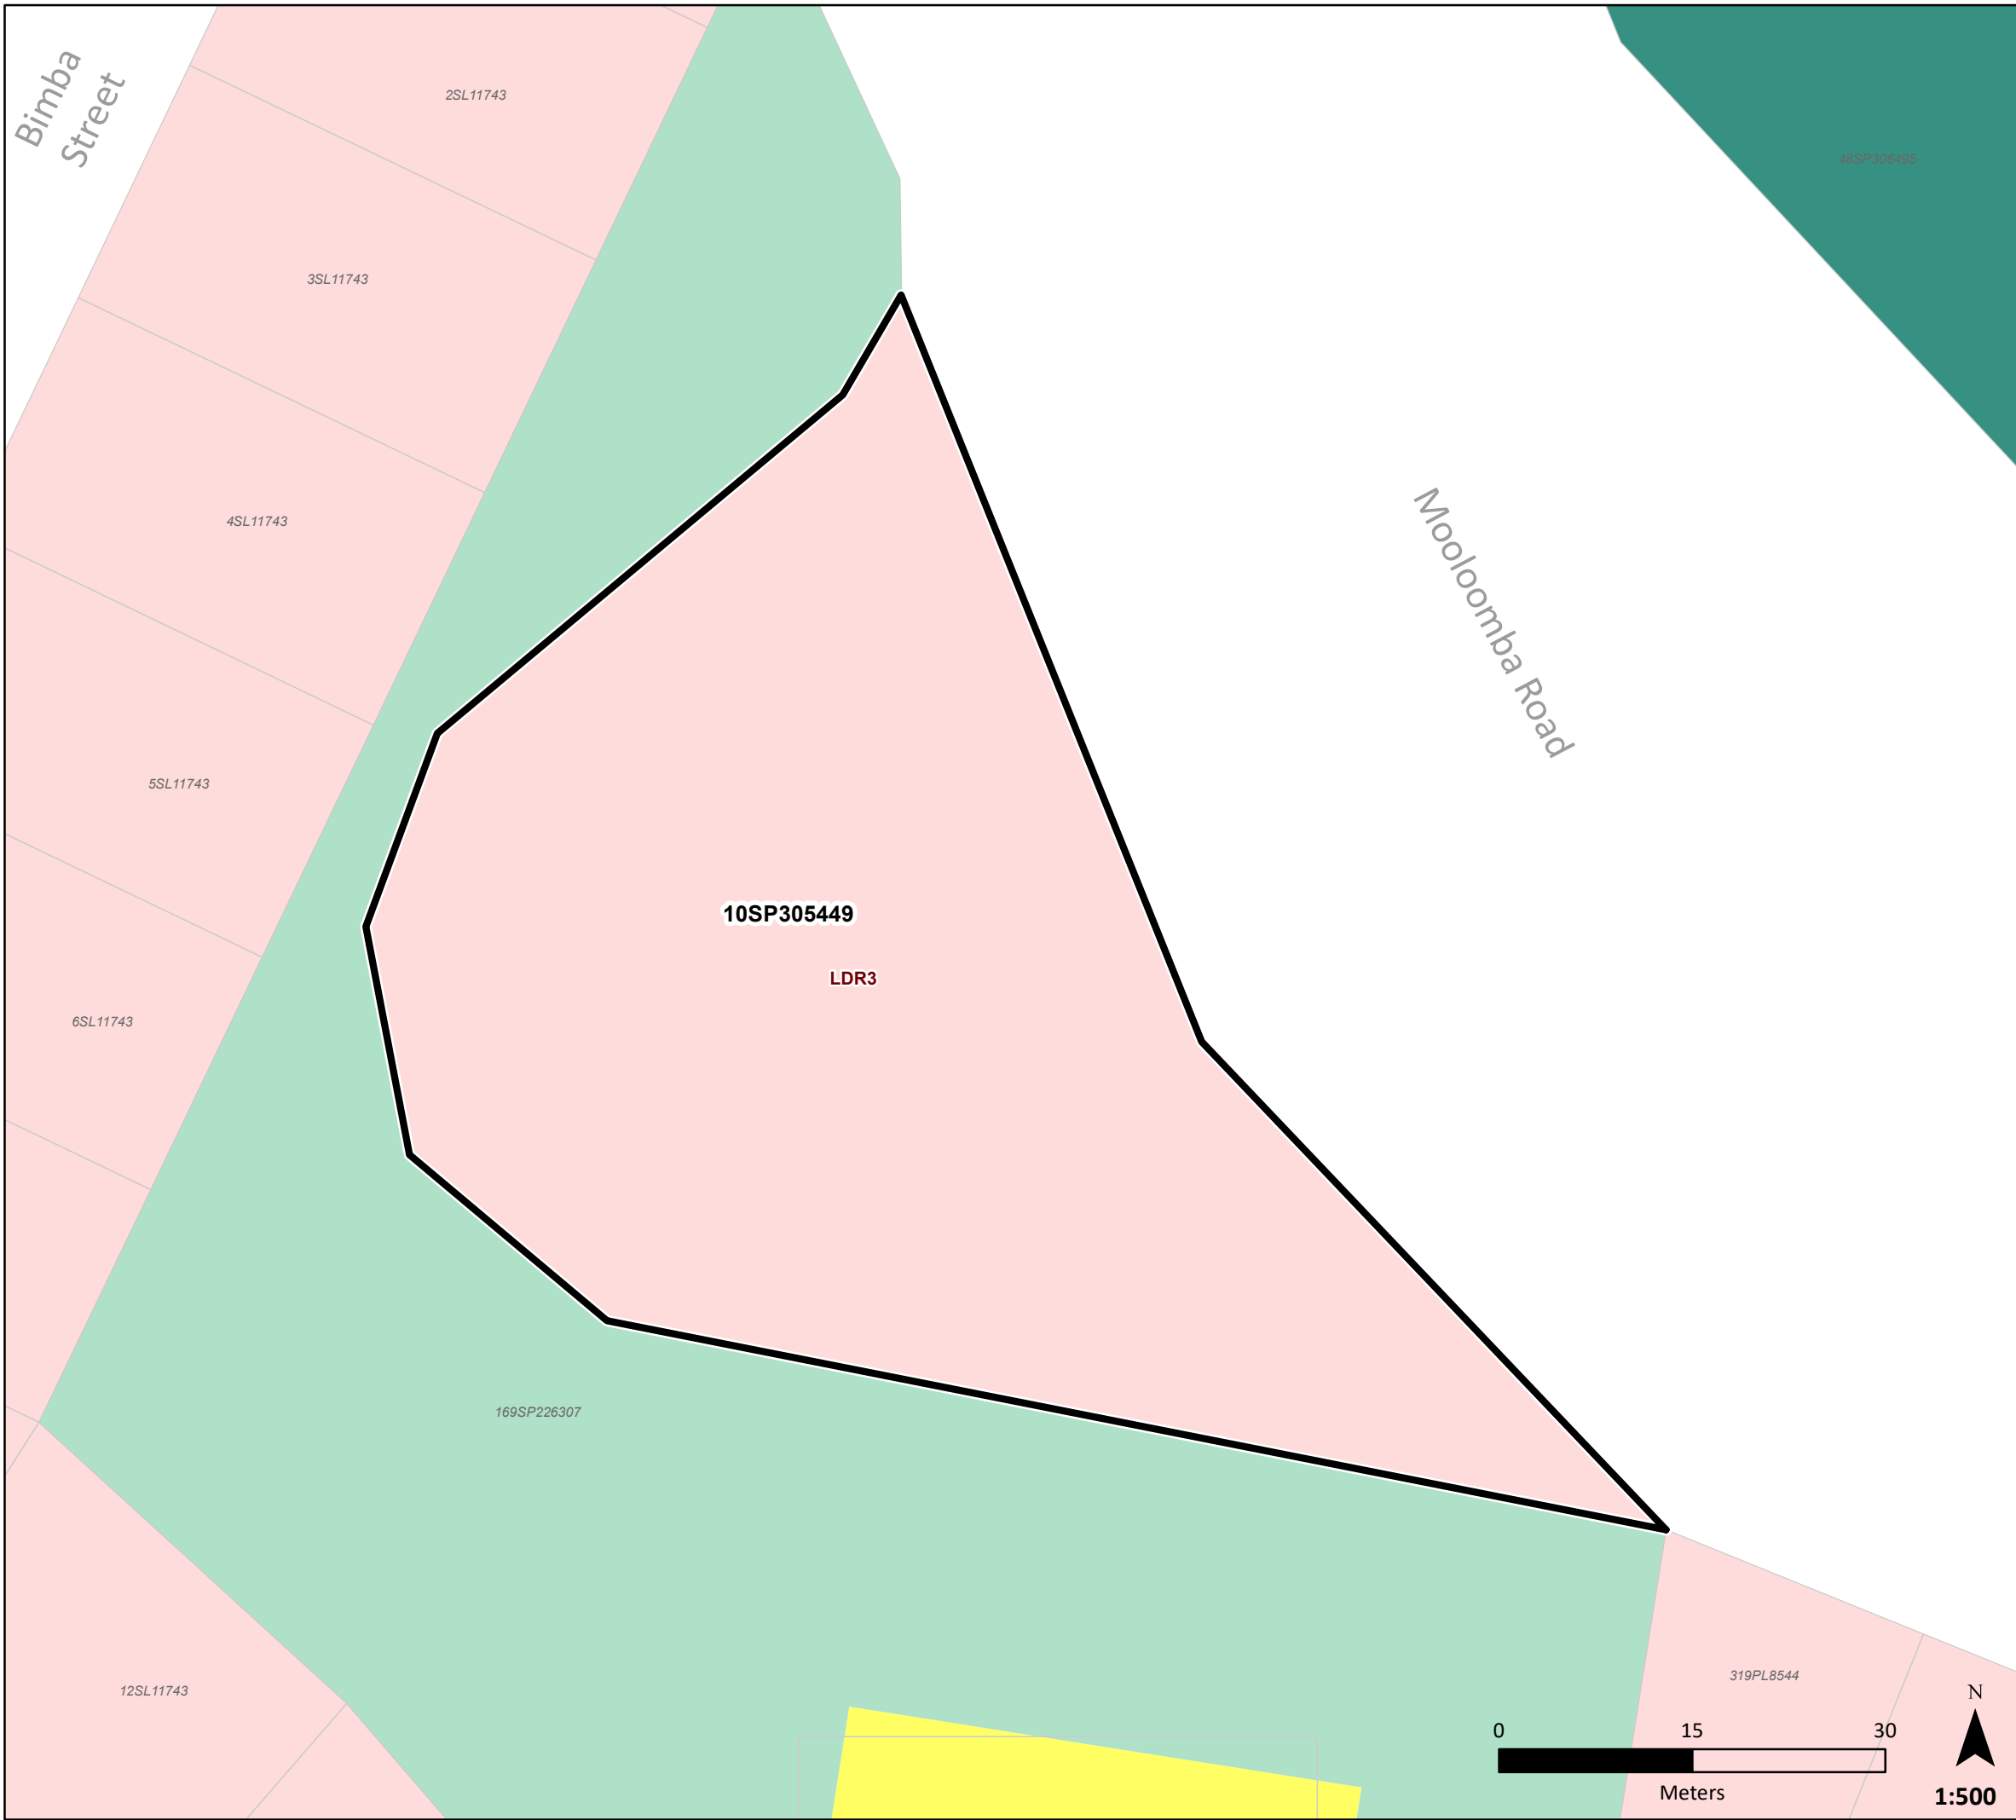 Bimba
Street
2SL11743
48SP306495
3SL11743
4SL11743
Mooloomba Road
5SL11743
10SP305449
LDR3
6SL11743
169SP226307
12SL11743
319PL8544
N
0 15 30
Meters
1:500